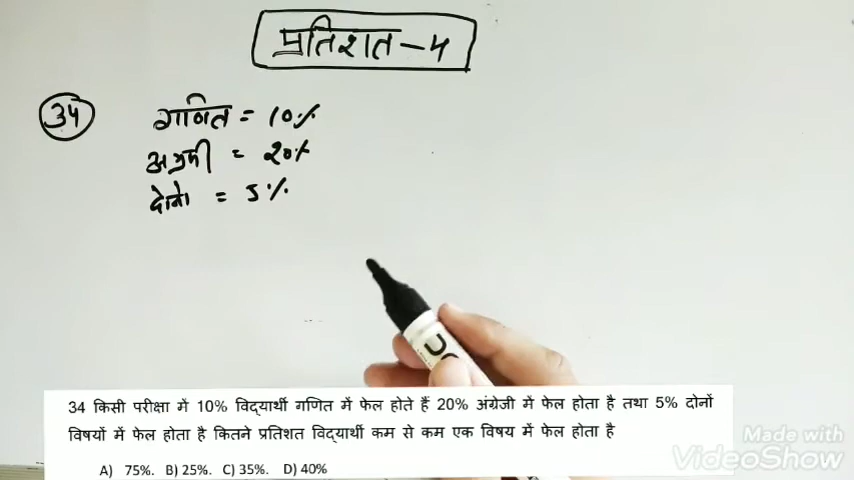 प्रतिशत - 4
34 गणित = 10%
अंग्रेजी = 20%
दोनो = 5%
34 किसी परीक्षा में 10% विद्यार्थी गणित में फेल होते हैं 20% अंग्रेजी में फेल होता है तथा 5% दोनों
विषयों में फेल होता है कितने प्रतिशत विद्यार्थी कम से कम एक विषय में फेल होता है
A) 75%. B) 25%. C) 35%. D) 40%
Made with
VideoShow